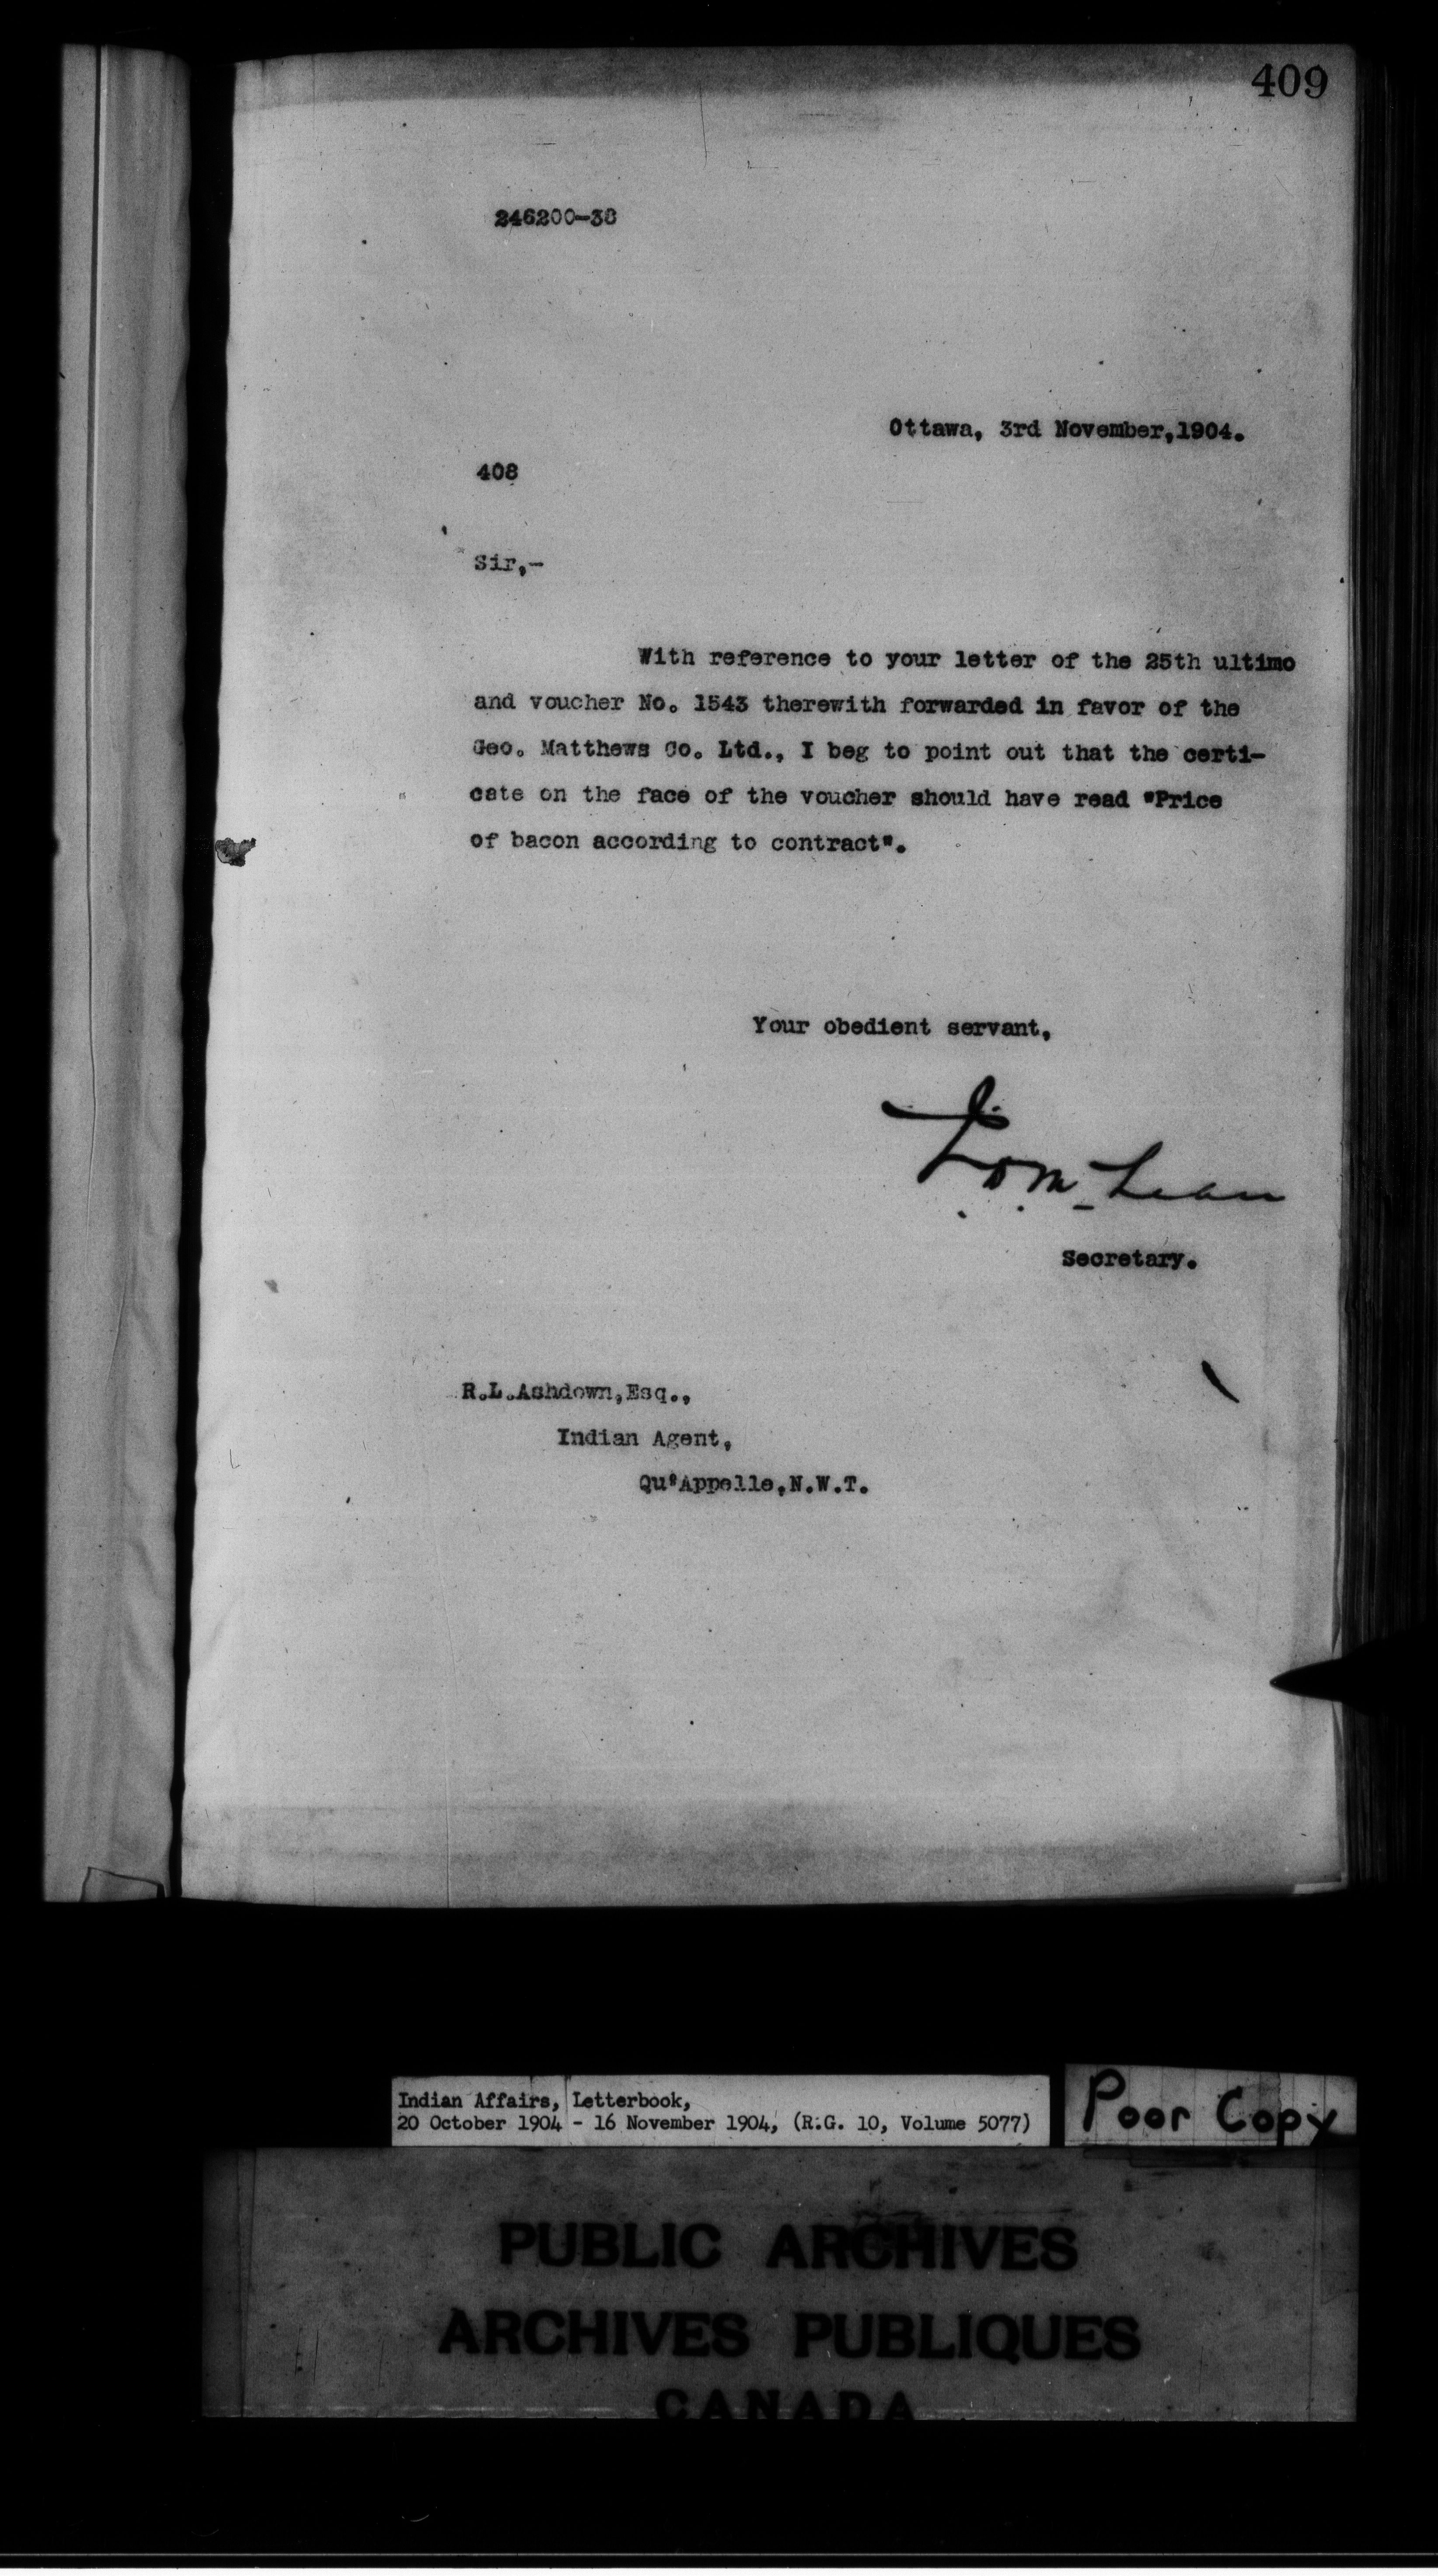 409
246200-38
Ottawa, 3rd November,1904.
408
Sir,-
With reference to your letter of the 25th ultimo
and voucher No. 1543 therewith forwarded in favor of the
Geo. Matthews Co. Ltd., I beg to point out that the certi-
cate on the face of the voucher should have read "Price
of bacon according to contract".
Your obedient servant,
J. D. McLean
Secretary.
R.L.Ashdown,Esq.,
Indian Agent,
Qu'Appelle,N.W.T.
Indian Affairs, Letterbook,
20 October 1904 - 16 November 1904, (R.G. 10, Volume 5077)
Poor Copy
PUBLIC ARCHIVES
ARCHIVES PUBLIQUES
CANADA